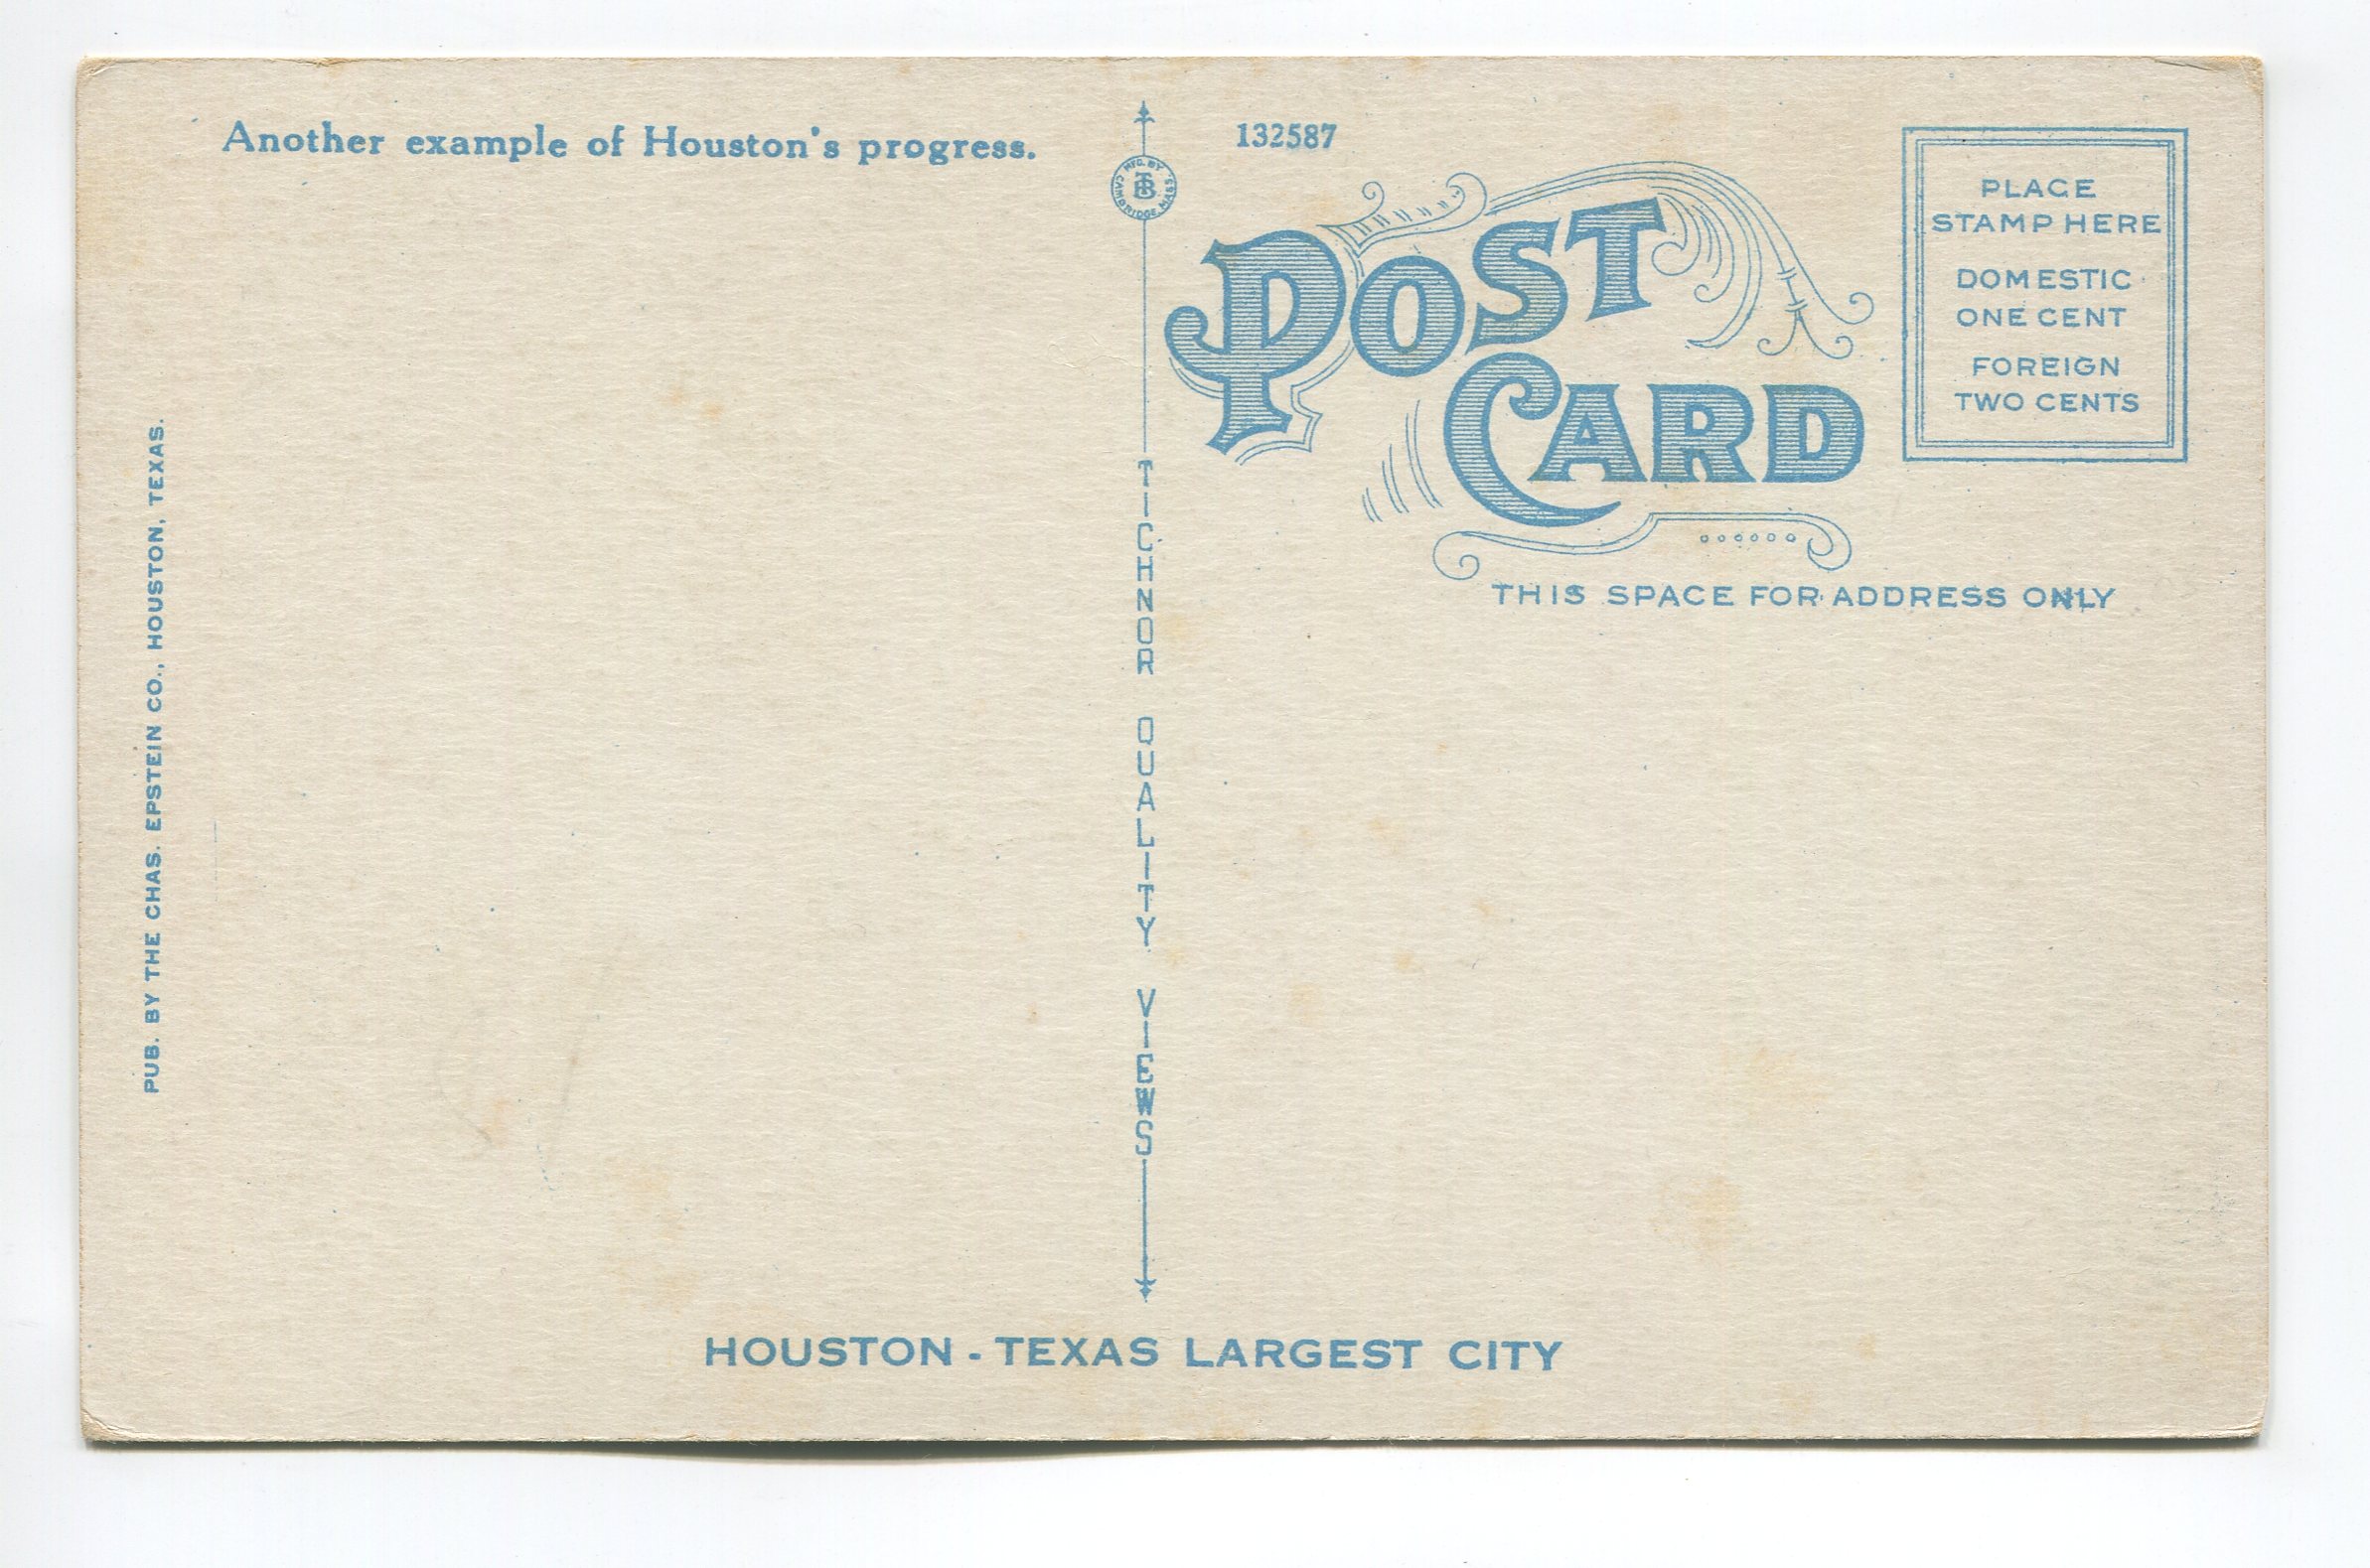 Another example of Houston's progress.
132587
MFG. BY
TB
CAMBRIDGE, MASS.
POST
CARD
PLACE
STAMP HERE
DOMESTIC
ONE CENT
FOREIGN
TWO CENTS
THIS SPACE FOR ADDRESS ONLY
PUB. BY THE CHAS. EPSTEIN CO., HOUSTON, TEXAS.
TICHNOR QUALITY VIEWS
HOUSTON - TEXAS LARGEST CITY